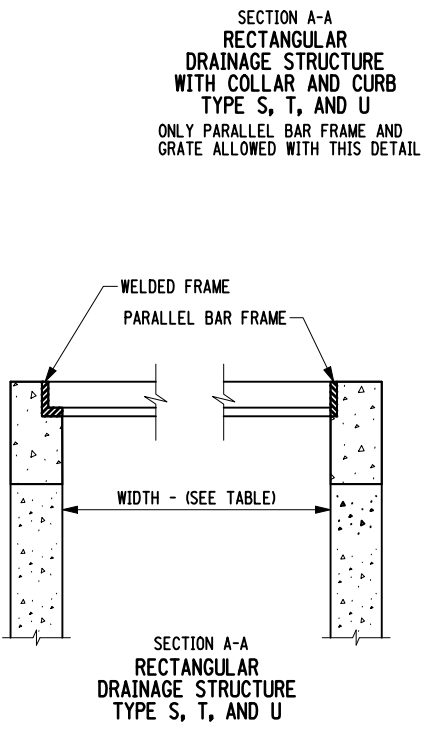 SECTION A-A
RECTANGULAR
DRAINAGE STRUCTURE
WITH COLLAR AND CURB
TYPE S, T, AND U
ONLY PARALLEL BAR FRAME AND
GRATE ALLOWED WITH THIS DETAIL
WELDED FRAME
PARALLEL BAR FRAME
WIDTH - (SEE TABLE)
SECTION A-A
RECTANGULAR
DRAINAGE STRUCTURE
TYPE S, T, AND U